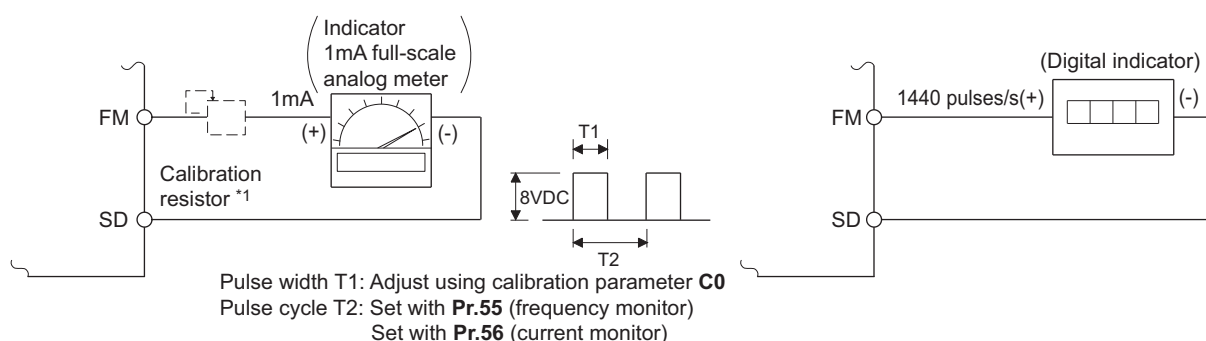 Indicator
1mA full-scale
analog meter
FM
1mA
(+)
(-)
Calibration
resistor *1
SD
T1
8VDC
T2
Pulse width T1: Adjust using calibration parameter C0
Pulse cycle T2: Set with Pr.55 (frequency monitor)
Set with Pr.56 (current monitor)
(Digital indicator)
1440 pulses/s(+)
(-)
FM
SD